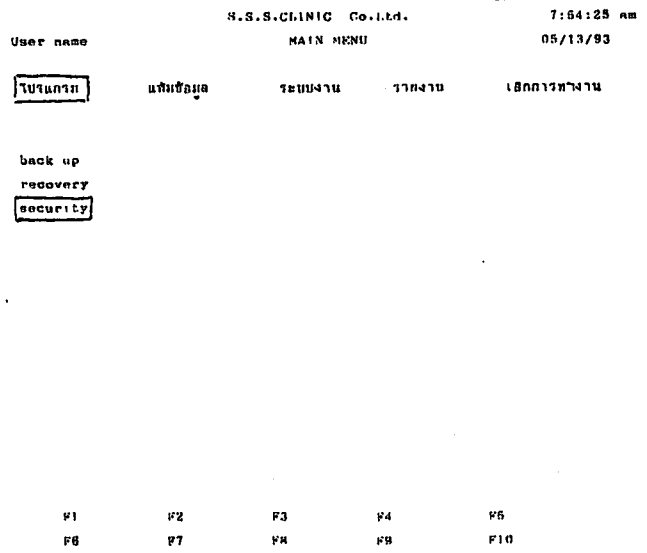 S.S.S.CLINIC Co.Ltd. 7:54:25 am
User name MAIN MENU 05/13/93
โปรแกรม แฟ้มข้อมูล ระบบงาน รายงาน เลิกการทำงาน
back up
recovery
security
F1 F2 F3 F4 F5
F6 F7 F8 F9 F10